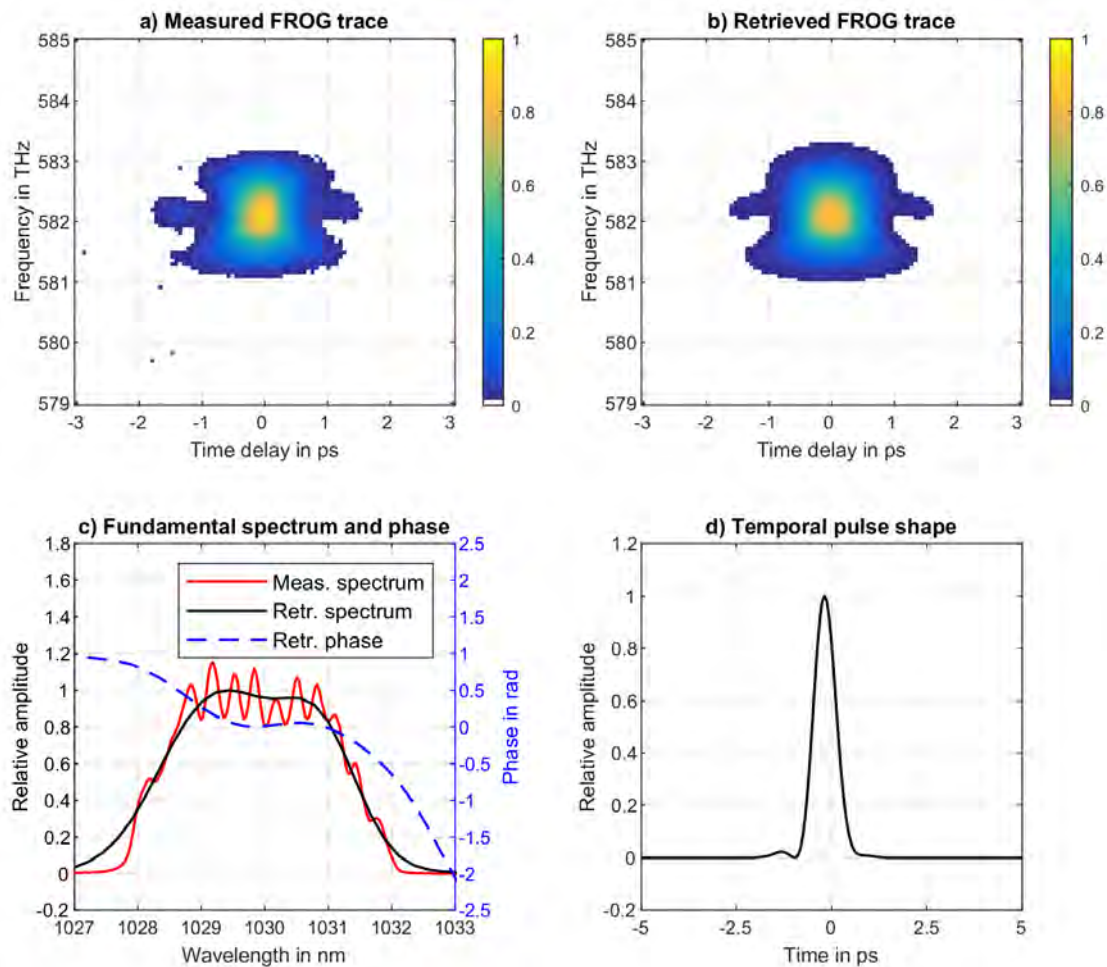 a) Measured FROG trace
585
584
583
582
581
580
579
Frequency in THz
-3 -2 -1 0 1 2 3
Time delay in ps
1
0.8
0.6
0.4
0.2
0
b) Retrieved FROG trace
585
584
583
582
581
580
579
Frequency in THz
-3 -2 -1 0 1 2 3
Time delay in ps
1
0.8
0.6
0.4
0.2
0
c) Fundamental spectrum and phase
1.8
1.6
1.4
1.2
1
0.8
0.6
0.4
0.2
0
-0.2
Relative amplitude
Meas. spectrum
Retr. spectrum
Retr. phase
2.5
2
1.5
1
0.5
0
-0.5
-1
-1.5
-2
-2.5
Phase in rad
1027 1028 1029 1030 1031 1032 1033
Wavelength in nm
d) Temporal pulse shape
1.2
1
0.8
0.6
0.4
0.2
0
-0.2
Relative amplitude
-5 -2.5 0 2.5 5
Time in ps